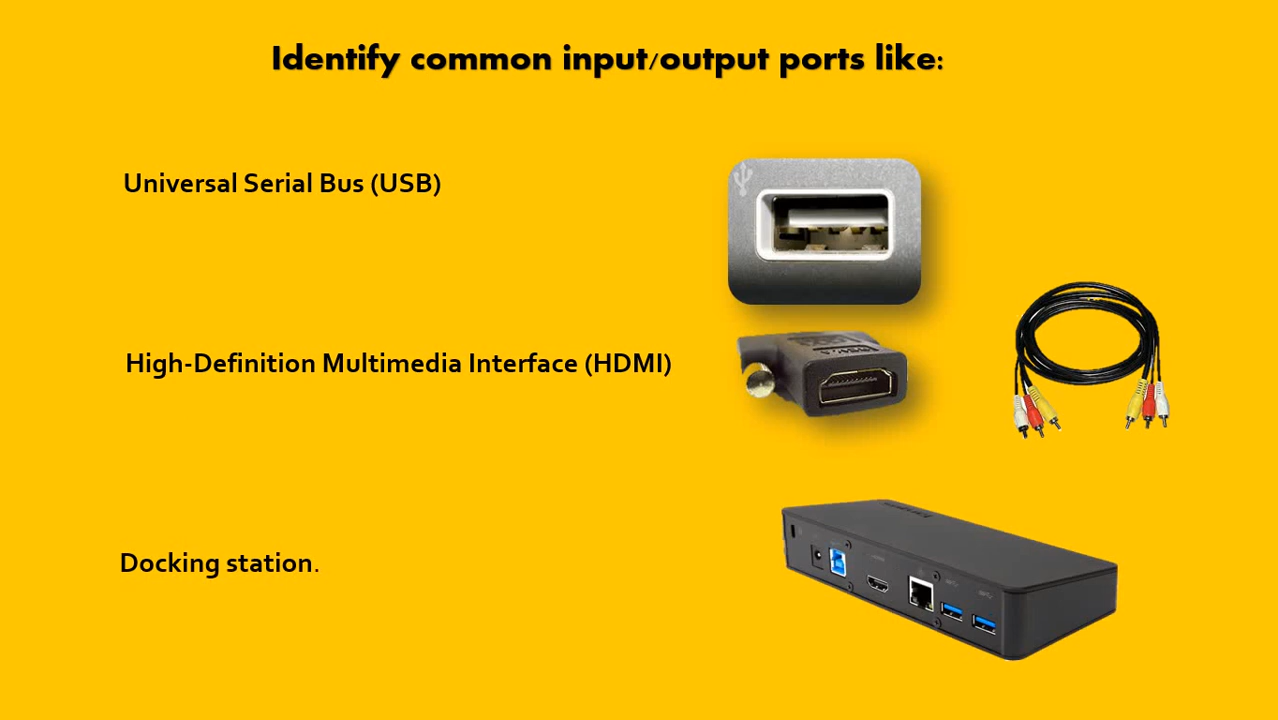 Identify common input/output ports like:
Universal Serial Bus (USB)
High-Definition Multimedia Interface (HDMI)
Docking station.